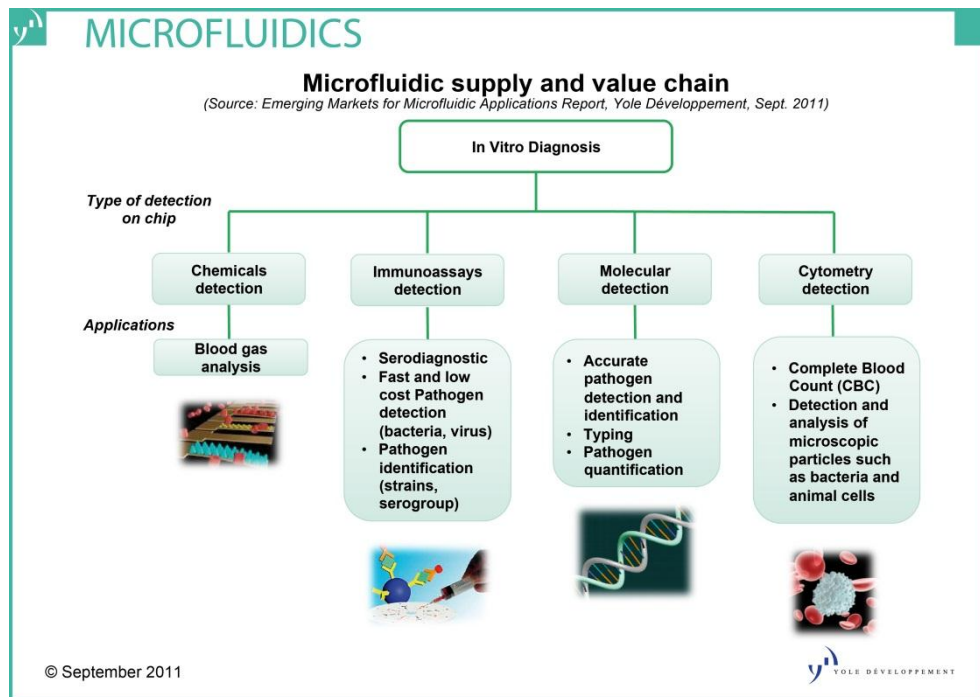 MICROFLUIDICS
Microfluidic supply and value chain
(Source: Emerging Markets for Microfluidic Applications Report, Yole Développement, Sept. 2011)
In Vitro Diagnosis
Type of detection
on chip
Chemicals
detection
Immunoassays
detection
Molecular
detection
Cytometry
detection
Applications
Blood gas
analysis
• Serodiagnostic
• Fast and low
cost Pathogen
detection
(bacteria, virus)
• Pathogen
identification
(strains,
serogroup)
• Accurate
pathogen
detection and
identification
• Typing
• Pathogen
quantification
• Complete Blood
Count (CBC)
• Detection and
analysis of
microscopic
particles such
as bacteria and
animal cells
© September 2011
YOLE DÉVELOPPEMENT